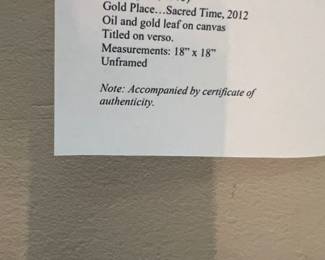 Gold Place…Sacred Time, 2012
Oil and gold leaf on canvas
Titled on verso.
Measurements: 18” x 18”
Unframed
Note: Accompanied by certificate of
authenticity.